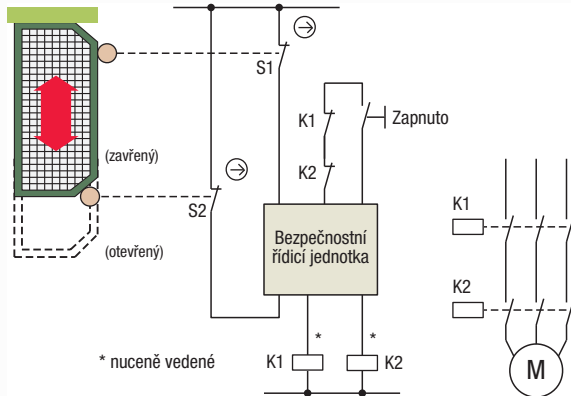 S1
K1
Zapnuto
(zavřený)
K2
S2
K1
Bezpečnostní
řídicí jednotka
(otevřený)
K2
*
*
* nuceně vedené
K1
K2
M